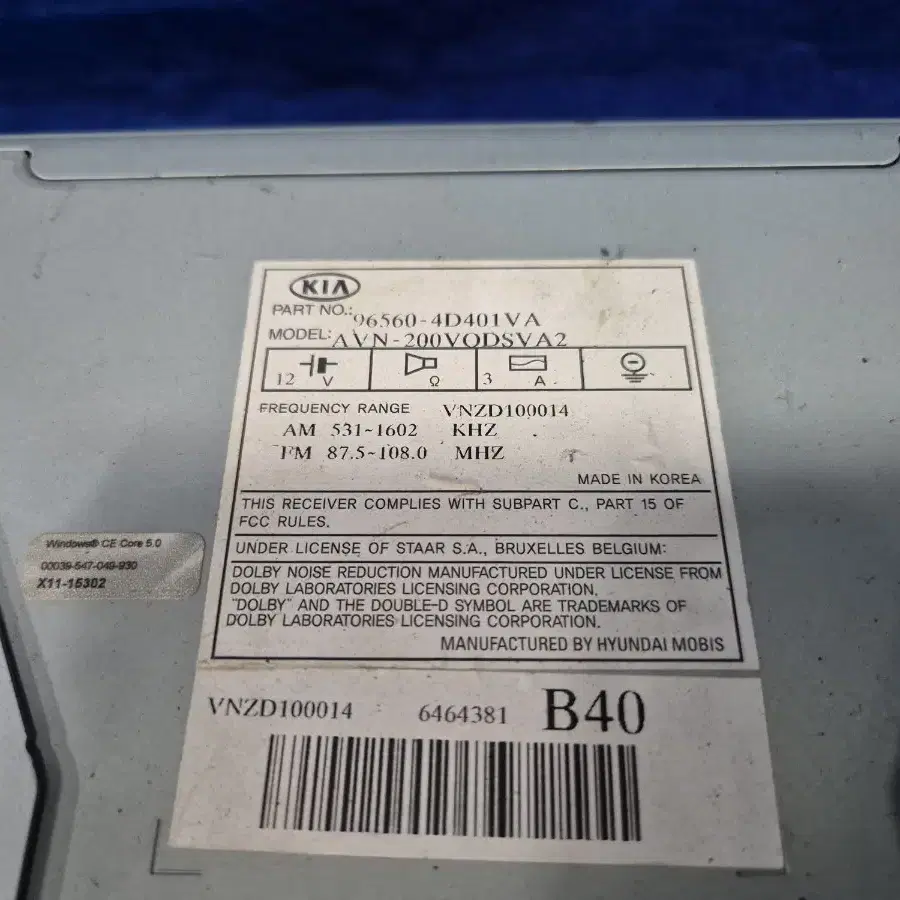 KIA
PART NO.: 96560-4D401VA
MODEL: AVN-200VQDSVA2
12 V Ω 3 A
FREQUENCY RANGE VNZD100014
AM 531~1602 KHZ
FM 87.5~108.0 MHZ
MADE IN KOREA
THIS RECEIVER COMPLIES WITH SUBPART C., PART 15 OF
FCC RULES.
UNDER LICENSE OF STAAR S.A., BRUXELLES BELGIUM:
DOLBY NOISE REDUCTION MANUFACTURED UNDER LICENSE FROM
DOLBY LABORATORIES LICENSING CORPORATION.
"DOLBY" AND THE DOUBLE-D SYMBOL ARE TRADEMARKS OF
DOLBY LABORATORIES LICENSING CORPORATION.
MANUFACTURED BY HYUNDAI MOBIS
Windows® CE Core 5.0
00039-547-049-930
X11-15302
VNZD100014 6464381 B40